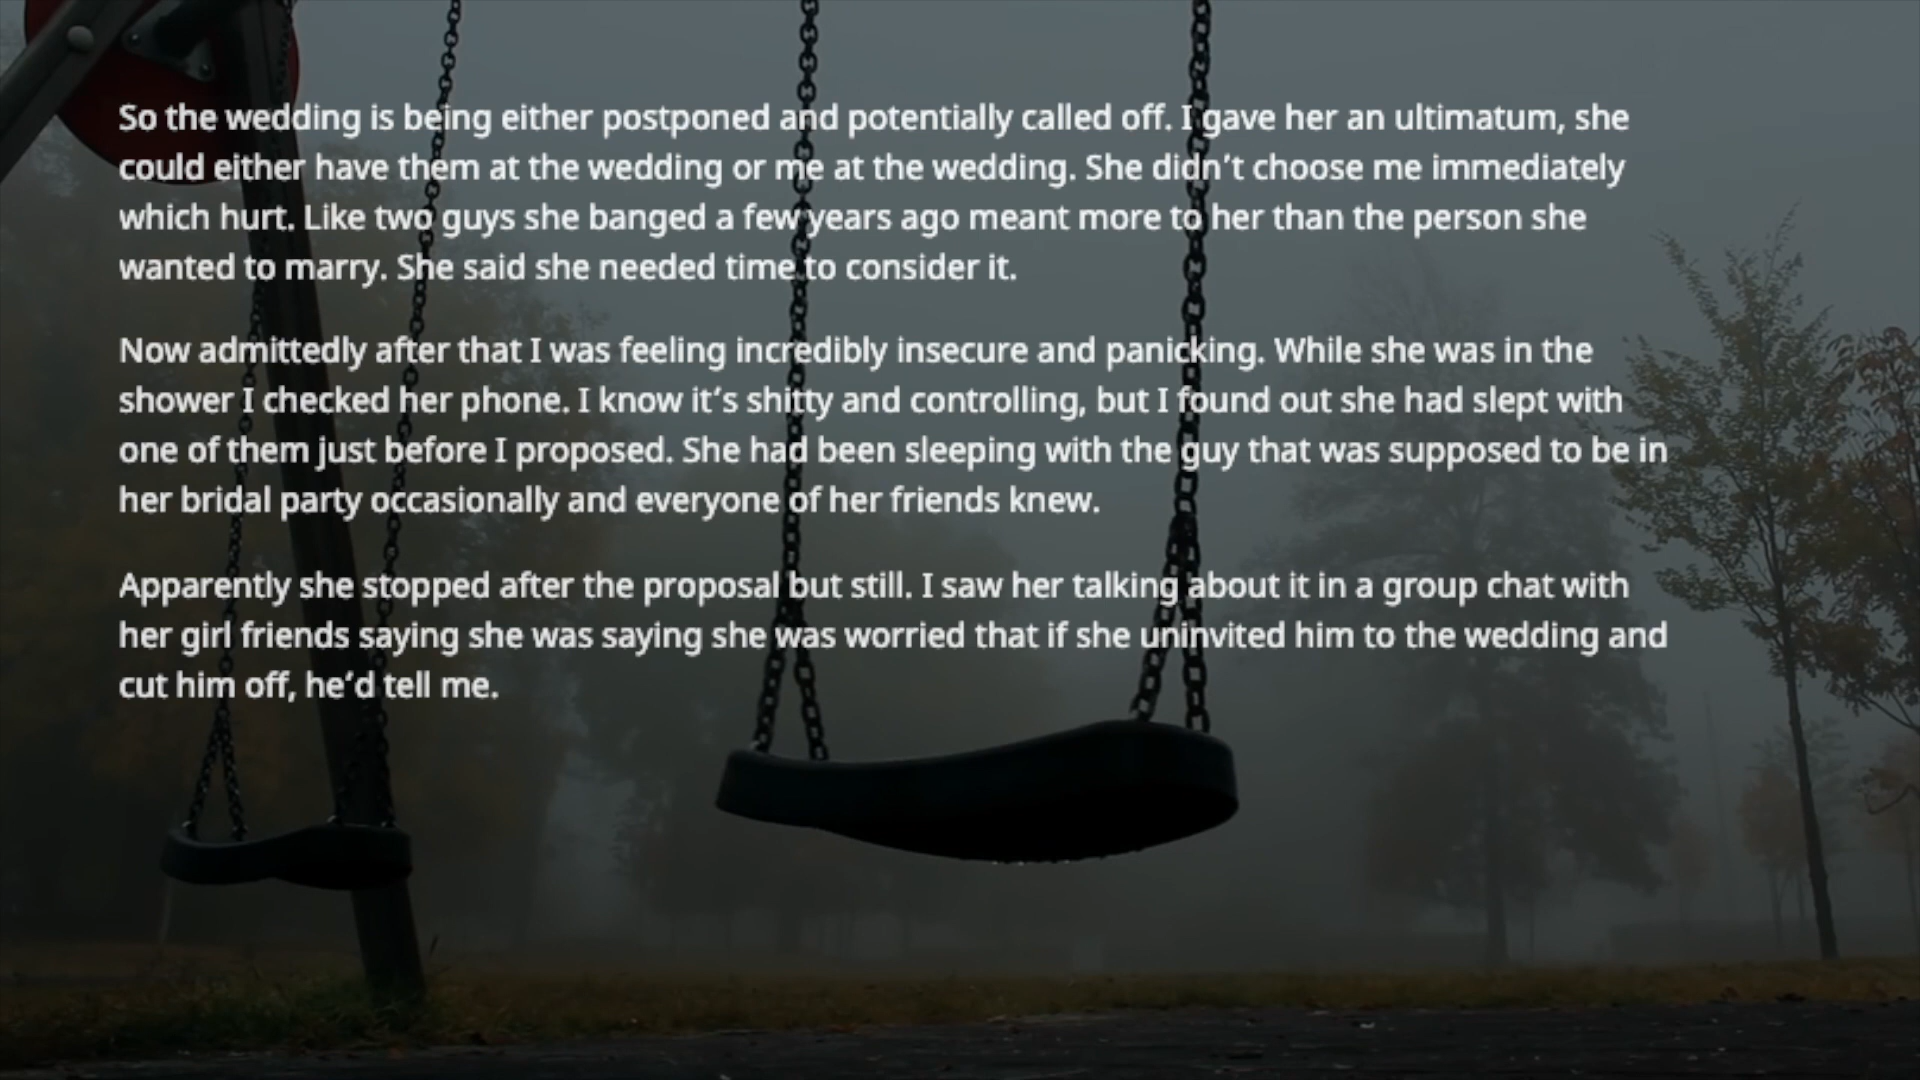 So the wedding is being either postponed and potentially called off. I gave her an ultimatum, she
could either have them at the wedding or me at the wedding. She didn’t choose me immediately
which hurt. Like two guys she banged a few years ago meant more to her than the person she
wanted to marry. She said she needed time to consider it.
Now admittedly after that I was feeling incredibly insecure and panicking. While she was in the
shower I checked her phone. I know it’s shitty and controlling, but I found out she had slept with
one of them just before I proposed. She had been sleeping with the guy that was supposed to be in
her bridal party occasionally and everyone of her friends knew.
Apparently she stopped after the proposal but still. I saw her talking about it in a group chat with
her girl friends saying she was saying she was worried that if she uninvited him to the wedding and
cut him off, he’d tell me.